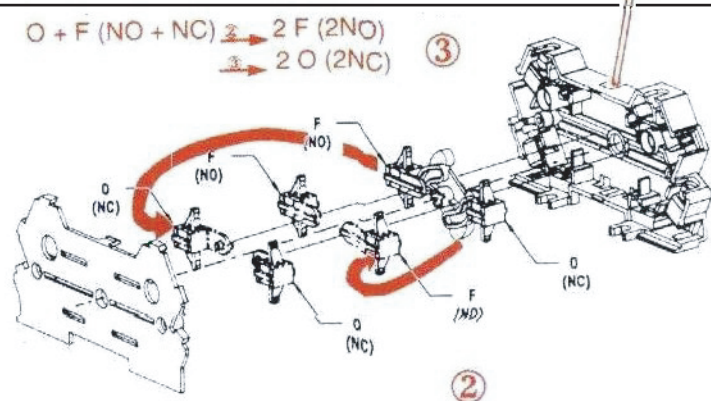 O + F (NO + NC) ② → 2 F (2NO)
③ → 2 O (2NC)
③
F
(NO)
F
(NO)
O
(NC)
O
(NC)
F
(NO)
O
(NC)
②